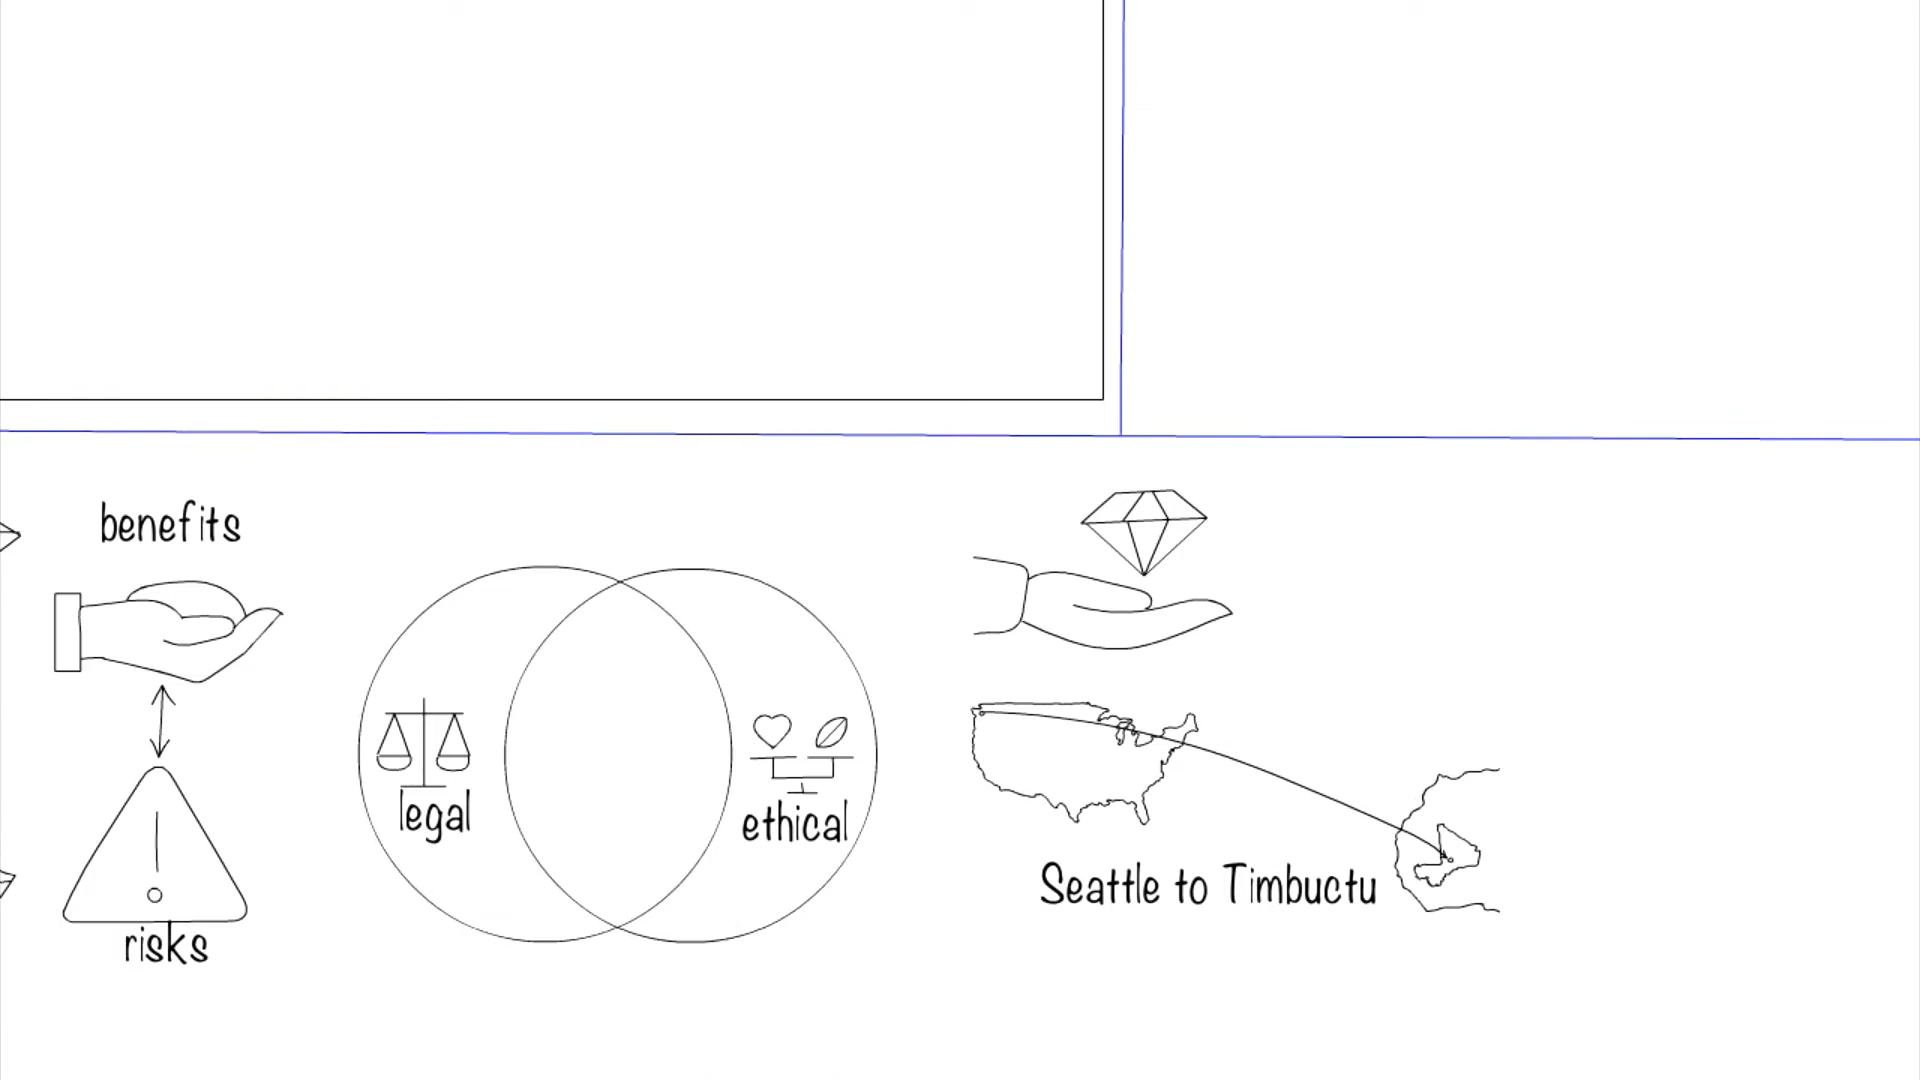 benefits
legal
ethical
Seattle to Timbuctu
risks